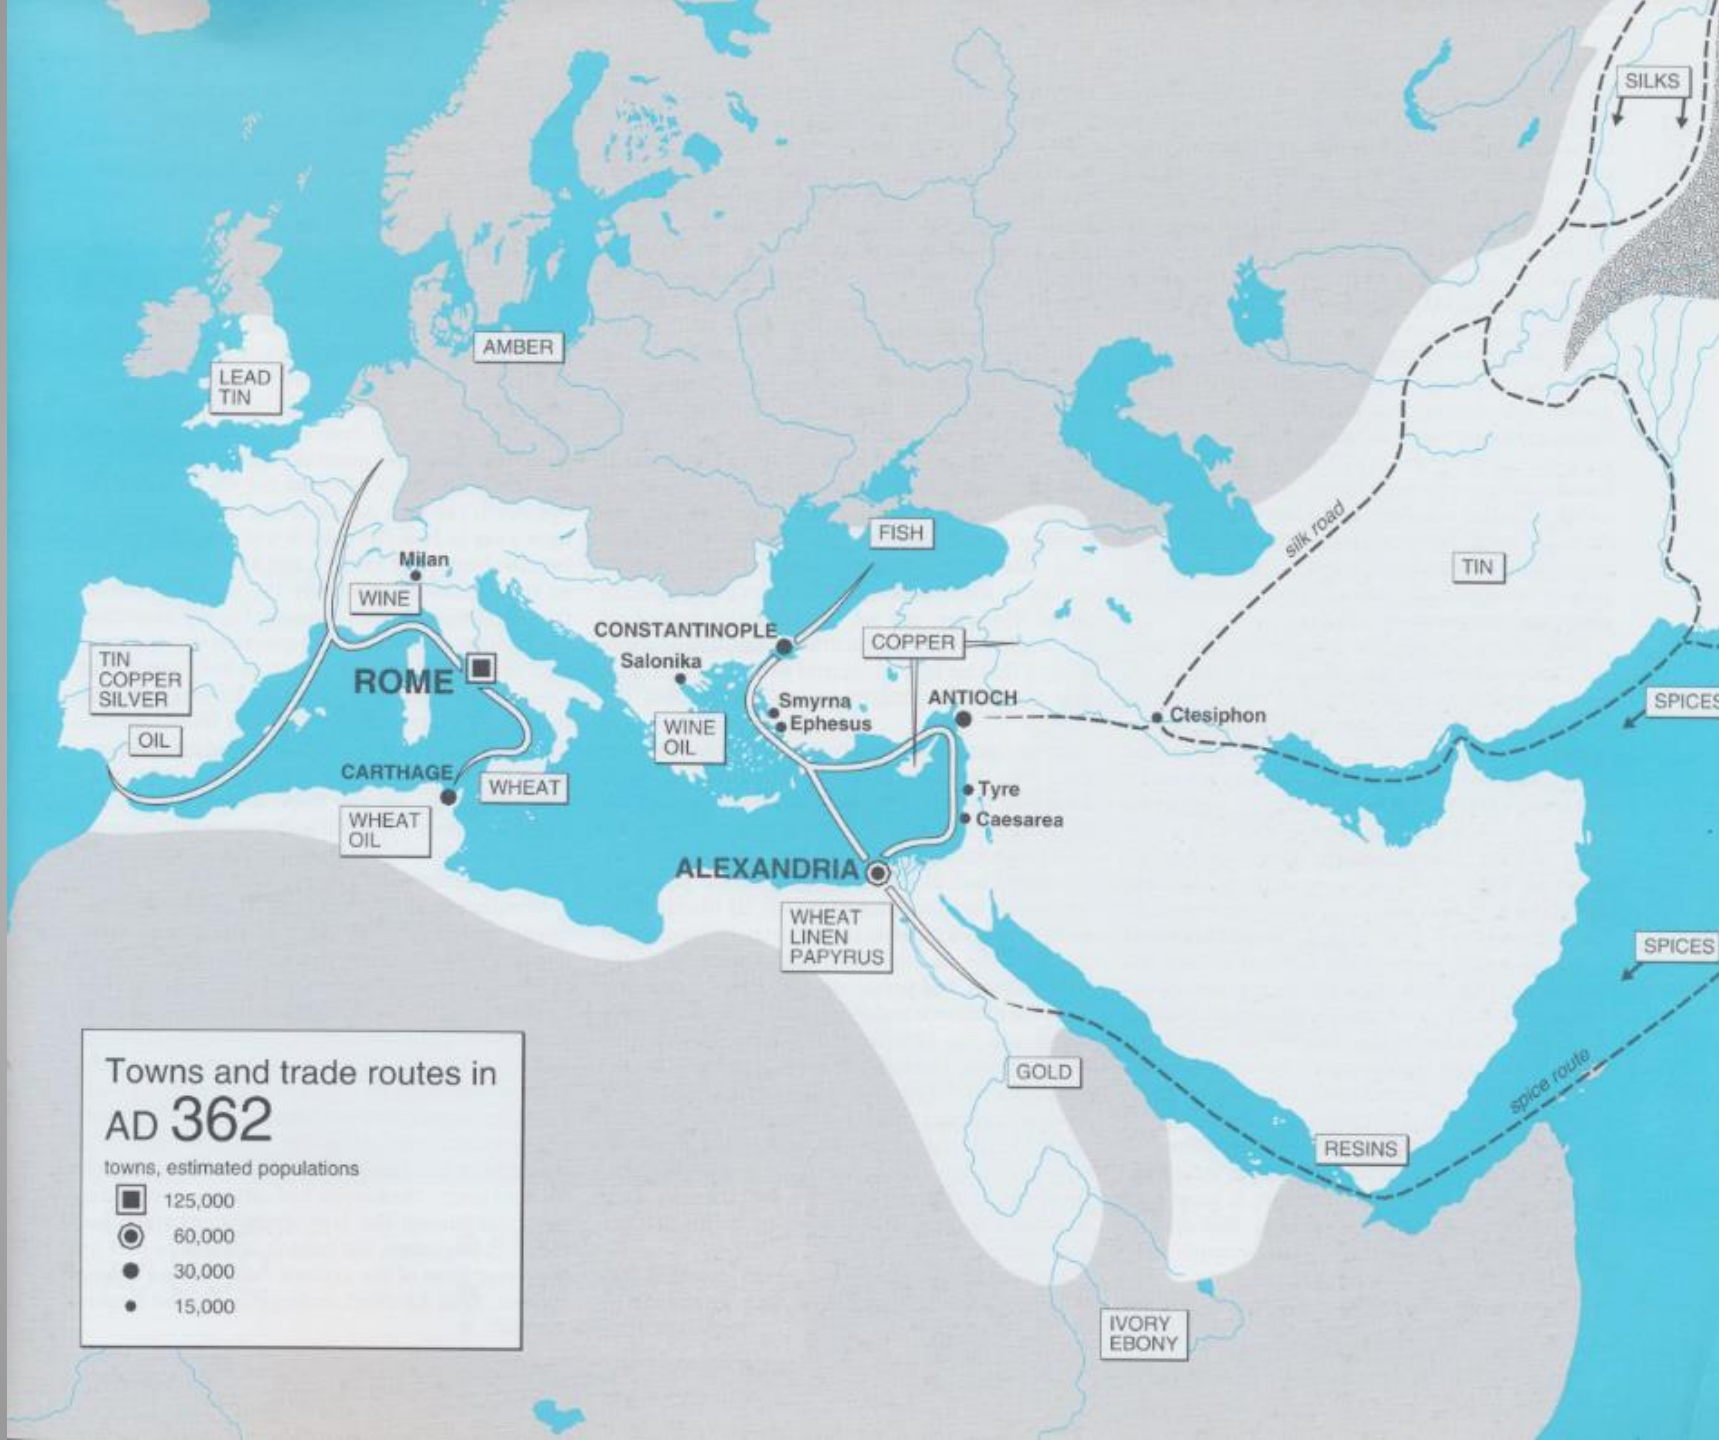 SILKS
AMBER
LEAD
TIN
silk road
FISH
Milan
TIN
WINE
CONSTANTINOPLE
COPPER
Salonika
TIN
COPPER
SILVER
ROME
ANTIOCH
Smyrna
Ephesus
Ctesiphon
SPICES
OIL
WINE
OIL
CARTHAGE
WHEAT
Tyre
WHEAT
OIL
Caesarea
ALEXANDRIA
WHEAT
LINEN
PAPYRUS
SPICES
GOLD
spice route
RESINS
IVORY
EBONY
Towns and trade routes in
AD 362
towns, estimated populations
125,000
60,000
30,000
15,000